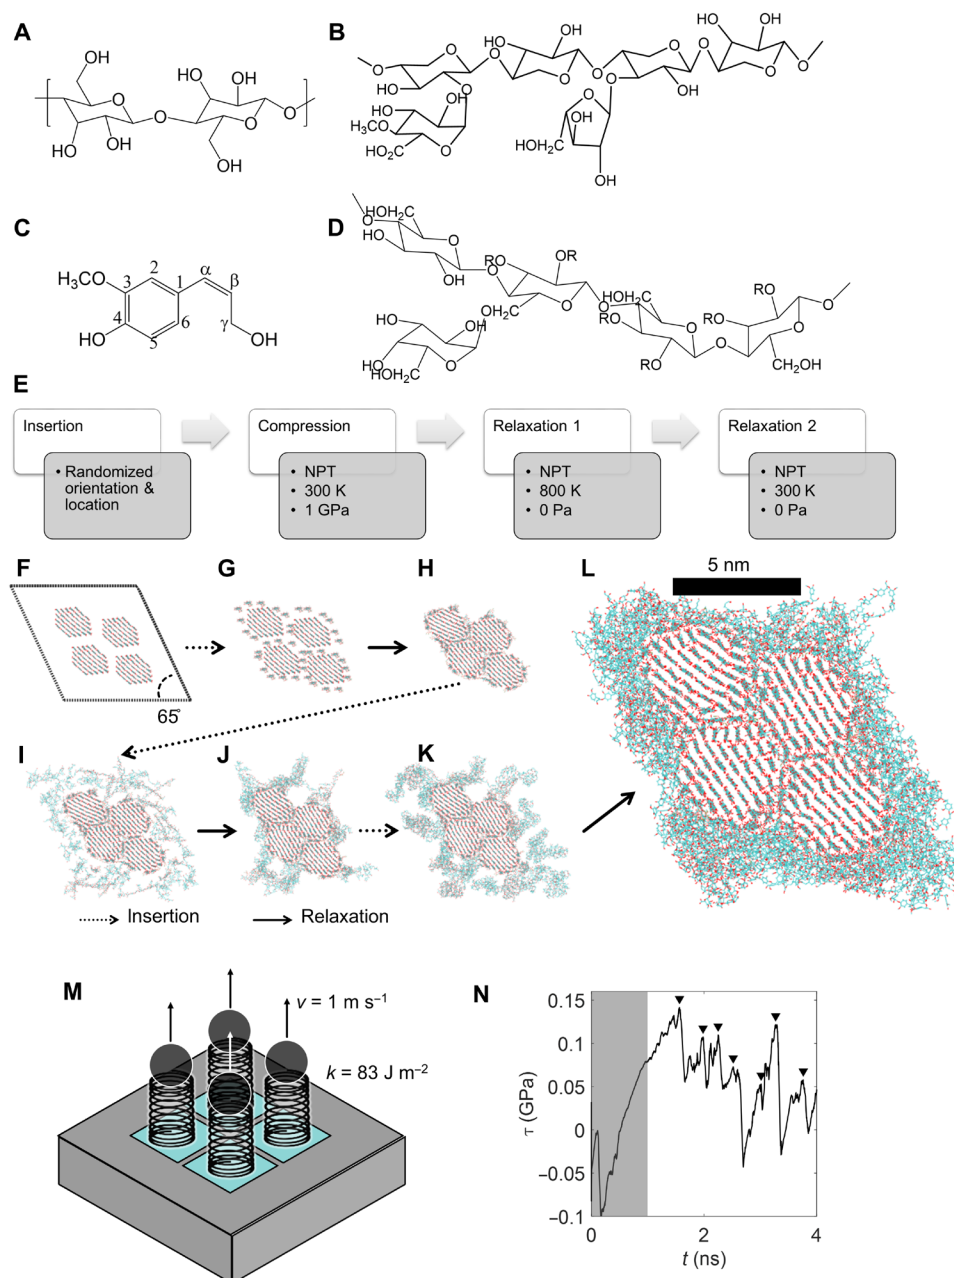 A
OH
O
HO
OH
O
OH
OH
O
O
HO
OH
B
O
O
HO
O
HO
OH
O
O
O
O
OH
O
HO
OH
O
O
HO
OH
CH₃O
HO₂C
O
O
OH
HOH₂C
OH
C
H₃CO
3
2
1
α
β
4
HO
5
6
γ
OH
D
HOH₂C
O
HO
O
OH
O
RO
OR
O
O
CH₂OH
HO
HO
OH
O
HOH₂C
HOH₂C
RO
O
RO
O
RO
RO
O
O
CH₂OH
E
Insertion
• Randomized
orientation &
location
Compression
• NPT
• 300 K
• 1 GPa
Relaxation 1
• NPT
• 800 K
• 0 Pa
Relaxation 2
• NPT
• 300 K
• 0 Pa
F
65°
G
H
L
5 nm
I
J
K
Insertion
Relaxation
M
v = 1 m s⁻¹
k = 83 J m⁻²
N
0.15
0.1
0.05
0
−0.05
−0.1
τ (GPa)
0
2
4
t (ns)